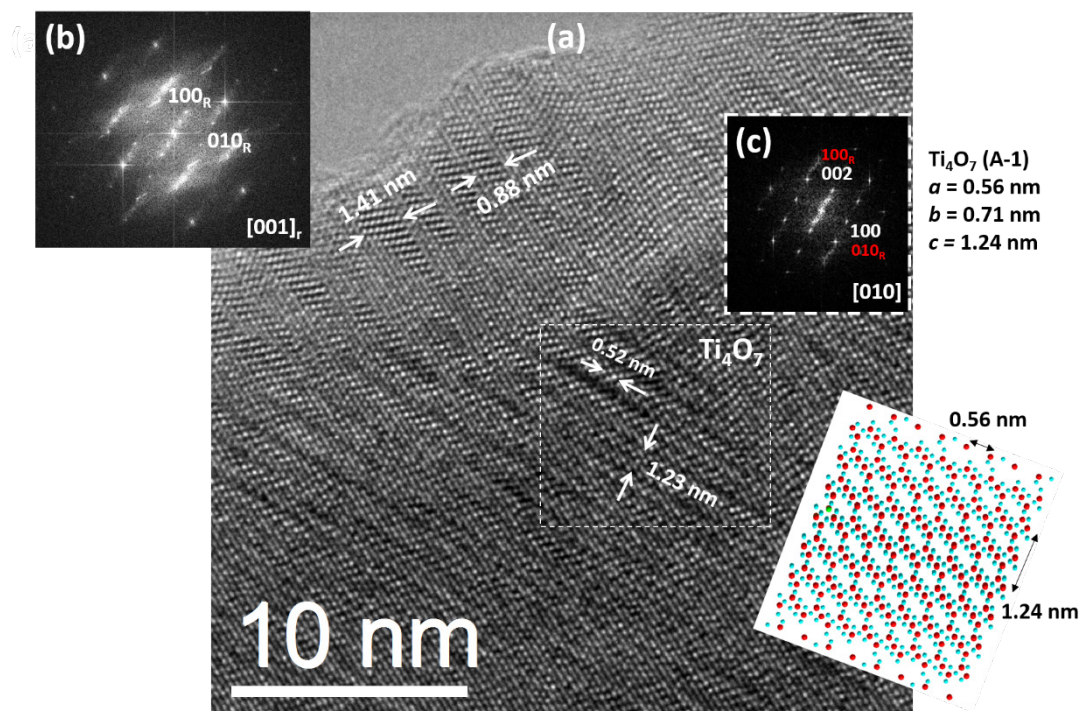 (b)
(a)
100R
010R
[001]r
1.41 nm
0.88 nm
(c)
100R
002
100
010R
[010]
Ti4O7 (A-1)
a = 0.56 nm
b = 0.71 nm
c = 1.24 nm
Ti4O7
0.52 nm
1.23 nm
0.56 nm
1.24 nm
10 nm